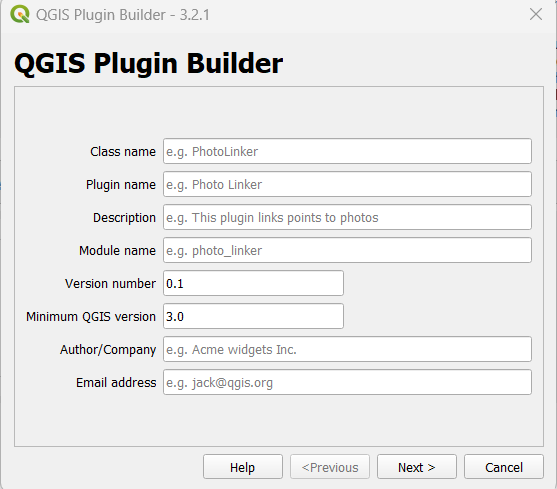 QGIS Plugin Builder - 3.2.1
QGIS Plugin Builder
Class name e.g. PhotoLinker
Plugin name e.g. Photo Linker
Description e.g. This plugin links points to photos
Module name e.g. photo_linker
Version number 0.1
Minimum QGIS version 3.0
Author/Company e.g. Acme widgets Inc.
Email address e.g. jack@qgis.org
Help <Previous Next > Cancel